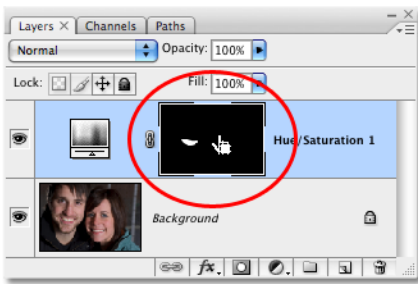 Layers × Channels Paths
Normal Opacity: 100%
Lock: Fill: 100%
Hue/Saturation 1
Background
fx.